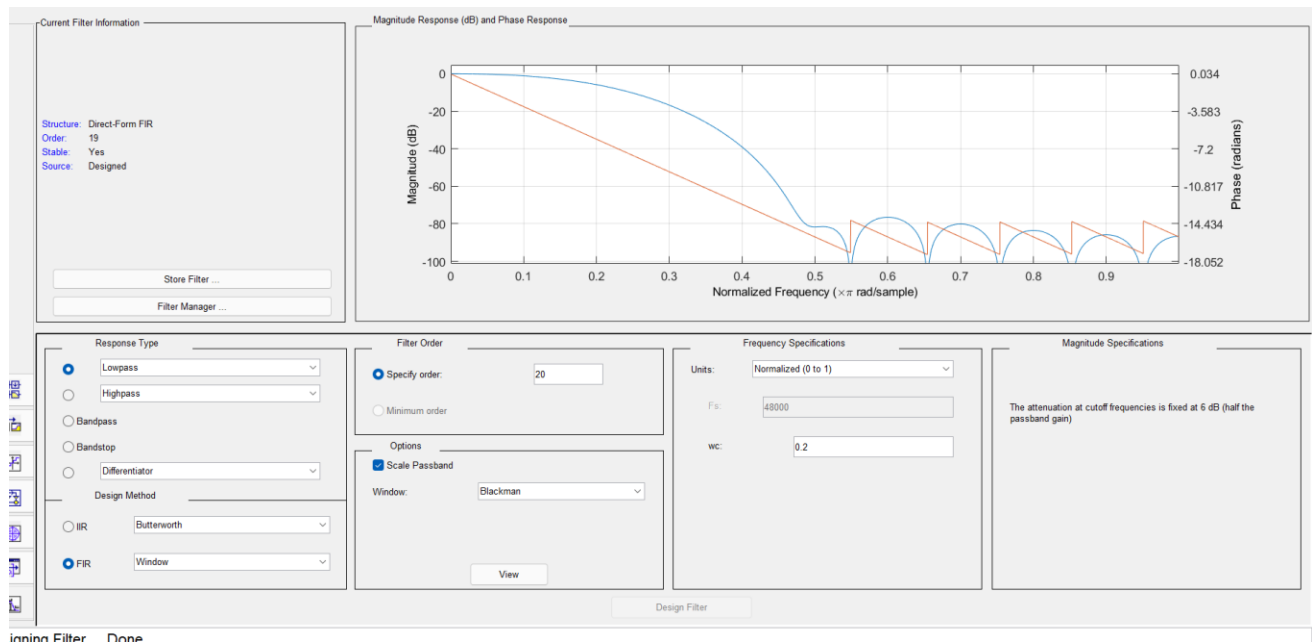 Current Filter Information
Structure: Direct-Form FIR
Order: 19
Stable: Yes
Source: Designed
Store Filter ...
Filter Manager ...
Magnitude Response (dB) and Phase Response
Magnitude (dB)
0
-20
-40
-60
-80
-100
0 0.1 0.2 0.3 0.4 0.5 0.6 0.7 0.8 0.9
Normalized Frequency (×π rad/sample)
0.034
-3.583
-7.2
-10.817
-14.434
-18.052
Phase (radians)
Response Type
Lowpass
Highpass
Bandpass
Bandstop
Differentiator
Design Method
IIR Butterworth
FIR Window
Filter Order
Specify order: 20
Minimum order
Options
Scale Passband
Window: Blackman
View
Frequency Specifications
Units: Normalized (0 to 1)
Fs: 48000
wc: 0.2
Magnitude Specifications
The attenuation at cutoff frequencies is fixed at 6 dB (half the
passband gain)
Design Filter
igning Filter ... Done